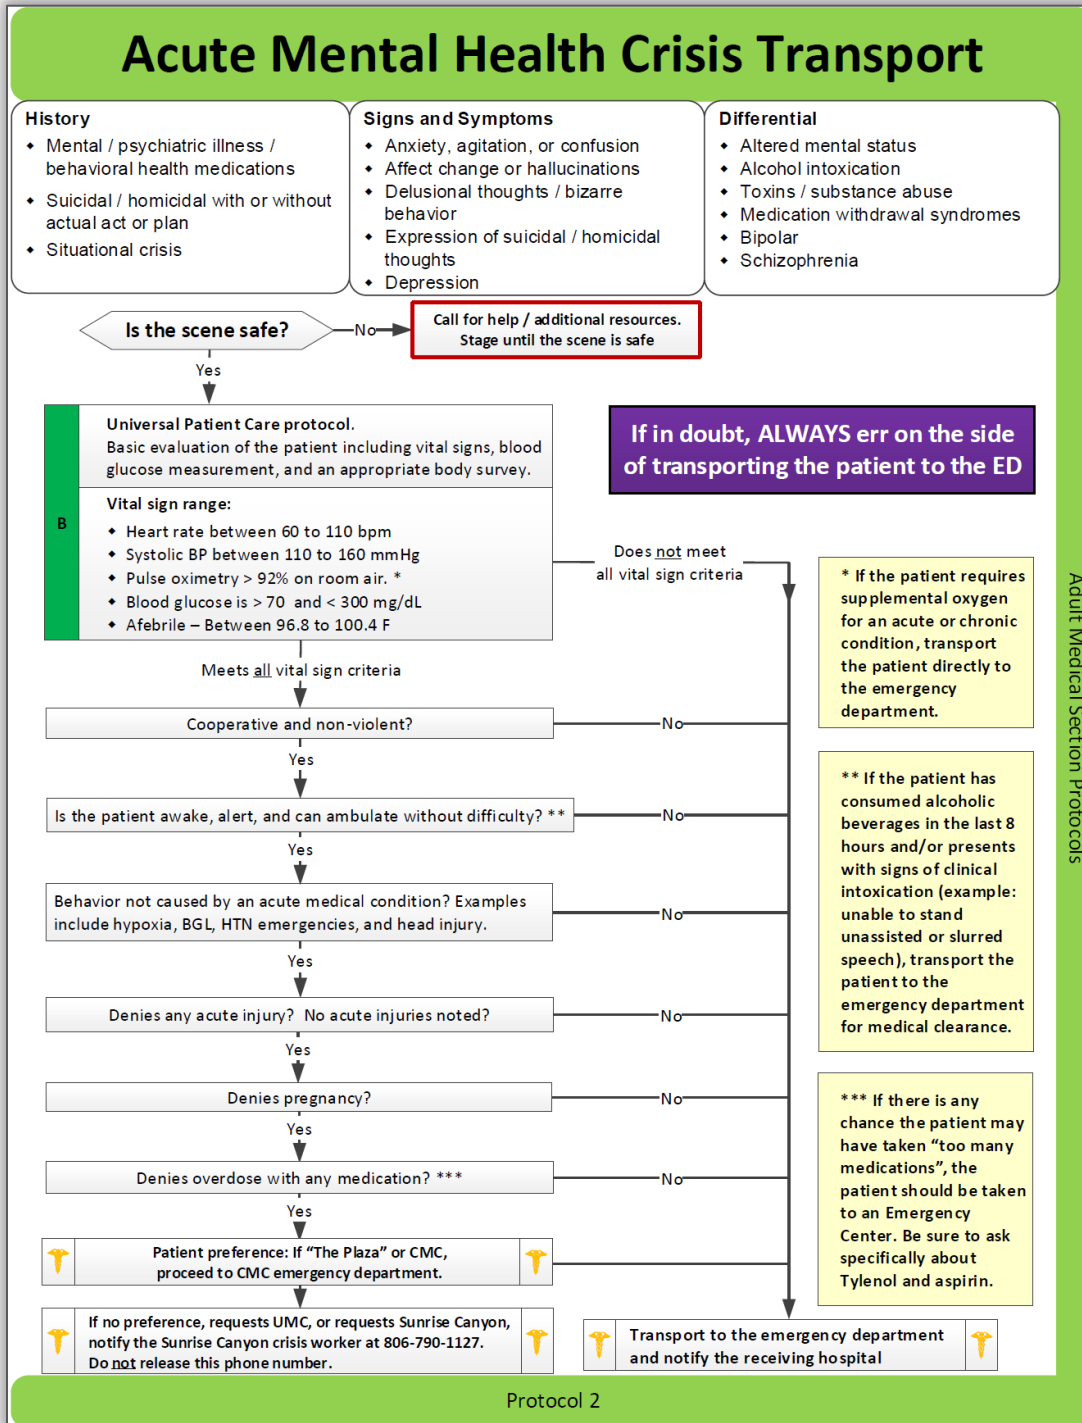 Acute Mental Health Crisis Transport
History
Mental / psychiatric illness /
behavioral health medications
Suicidal / homicidal with or without
actual act or plan
Situational crisis
Signs and Symptoms
Anxiety, agitation, or confusion
Affect change or hallucinations
Delusional thoughts / bizarre
behavior
Expression of suicidal / homicidal
thoughts
Depression
Differential
Altered mental status
Alcohol intoxication
Toxins / substance abuse
Medication withdrawal syndromes
Bipolar
Schizophrenia
Is the scene safe?
No
Call for help / additional resources.
Stage until the scene is safe
Yes
B
Universal Patient Care protocol.
Basic evaluation of the patient including vital signs, blood
glucose measurement, and an appropriate body survey.
Vital sign range:
Heart rate between 60 to 110 bpm
Systolic BP between 110 to 160 mmHg
Pulse oximetry > 92% on room air. *
Blood glucose is > 70 and < 300 mg/dL
Afebrile – Between 96.8 to 100.4 F
If in doubt, ALWAYS err on the side
of transporting the patient to the ED
Does not meet
all vital sign criteria
Meets all vital sign criteria
Cooperative and non-violent?
No
Yes
Is the patient awake, alert, and can ambulate without difficulty? **
No
Yes
Behavior not caused by an acute medical condition? Examples
include hypoxia, BGL, HTN emergencies, and head injury.
No
Yes
Denies any acute injury? No acute injuries noted?
No
Yes
Denies pregnancy?
No
Yes
Denies overdose with any medication? ***
No
Yes
Patient preference: If “The Plaza” or CMC,
proceed to CMC emergency department.
If no preference, requests UMC, or requests Sunrise Canyon,
notify the Sunrise Canyon crisis worker at 806-790-1127.
Do not release this phone number.
Transport to the emergency department
and notify the receiving hospital
* If the patient requires
supplemental oxygen
for an acute or chronic
condition, transport
the patient directly to
the emergency
department.
** If the patient has
consumed alcoholic
beverages in the last 8
hours and/or presents
with signs of clinical
intoxication (example:
unable to stand
unassisted or slurred
speech), transport the
patient to the
emergency department
for medical clearance.
*** If there is any
chance the patient may
have taken “too many
medications”, the
patient should be taken
to an Emergency
Center. Be sure to ask
specifically about
Tylenol and aspirin.
Adult Medical Section Protocols
Protocol 2